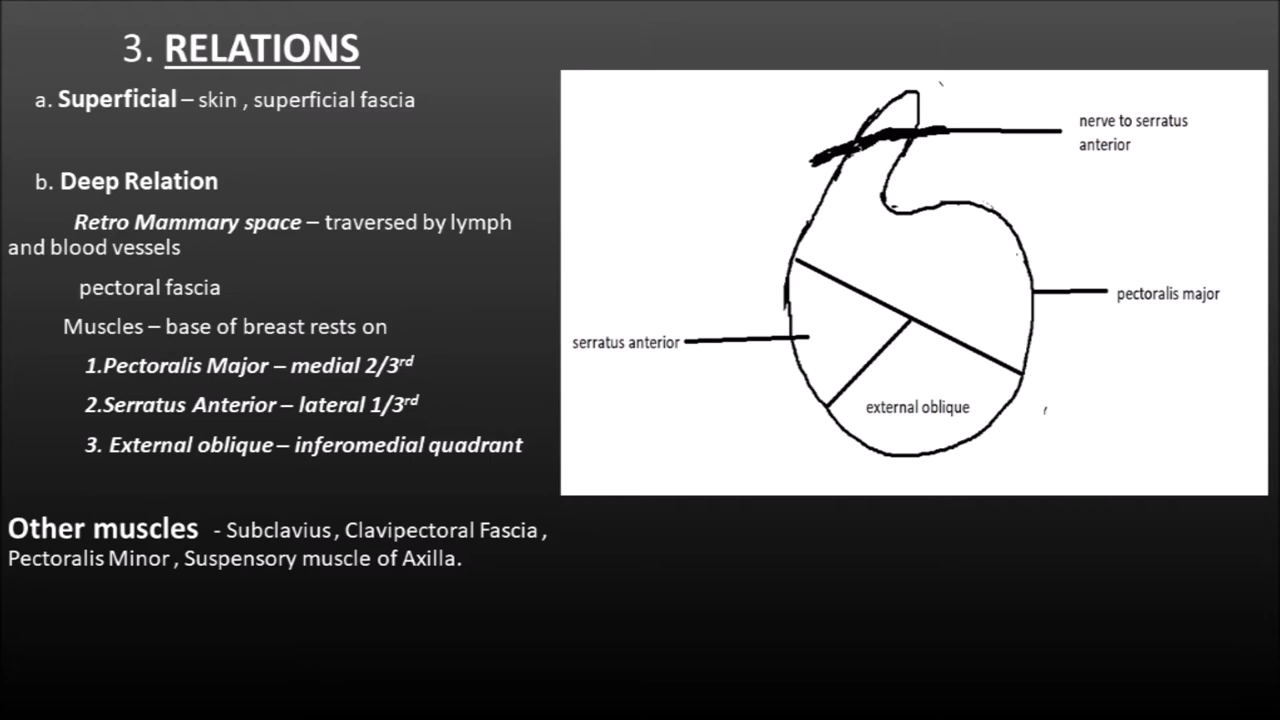 3. RELATIONS
a. Superficial – skin , superficial fascia
b. Deep Relation
Retro Mammary space – traversed by lymph
and blood vessels
pectoral fascia
Muscles – base of breast rests on
1.Pectoralis Major – medial 2/3rd
2.Serratus Anterior – lateral 1/3rd
3. External oblique – inferomedial quadrant
Other muscles - Subclavius , Clavipectoral Fascia ,
Pectoralis Minor , Suspensory muscle of Axilla.
nerve to serratus
anterior
pectoralis major
serratus anterior
external oblique